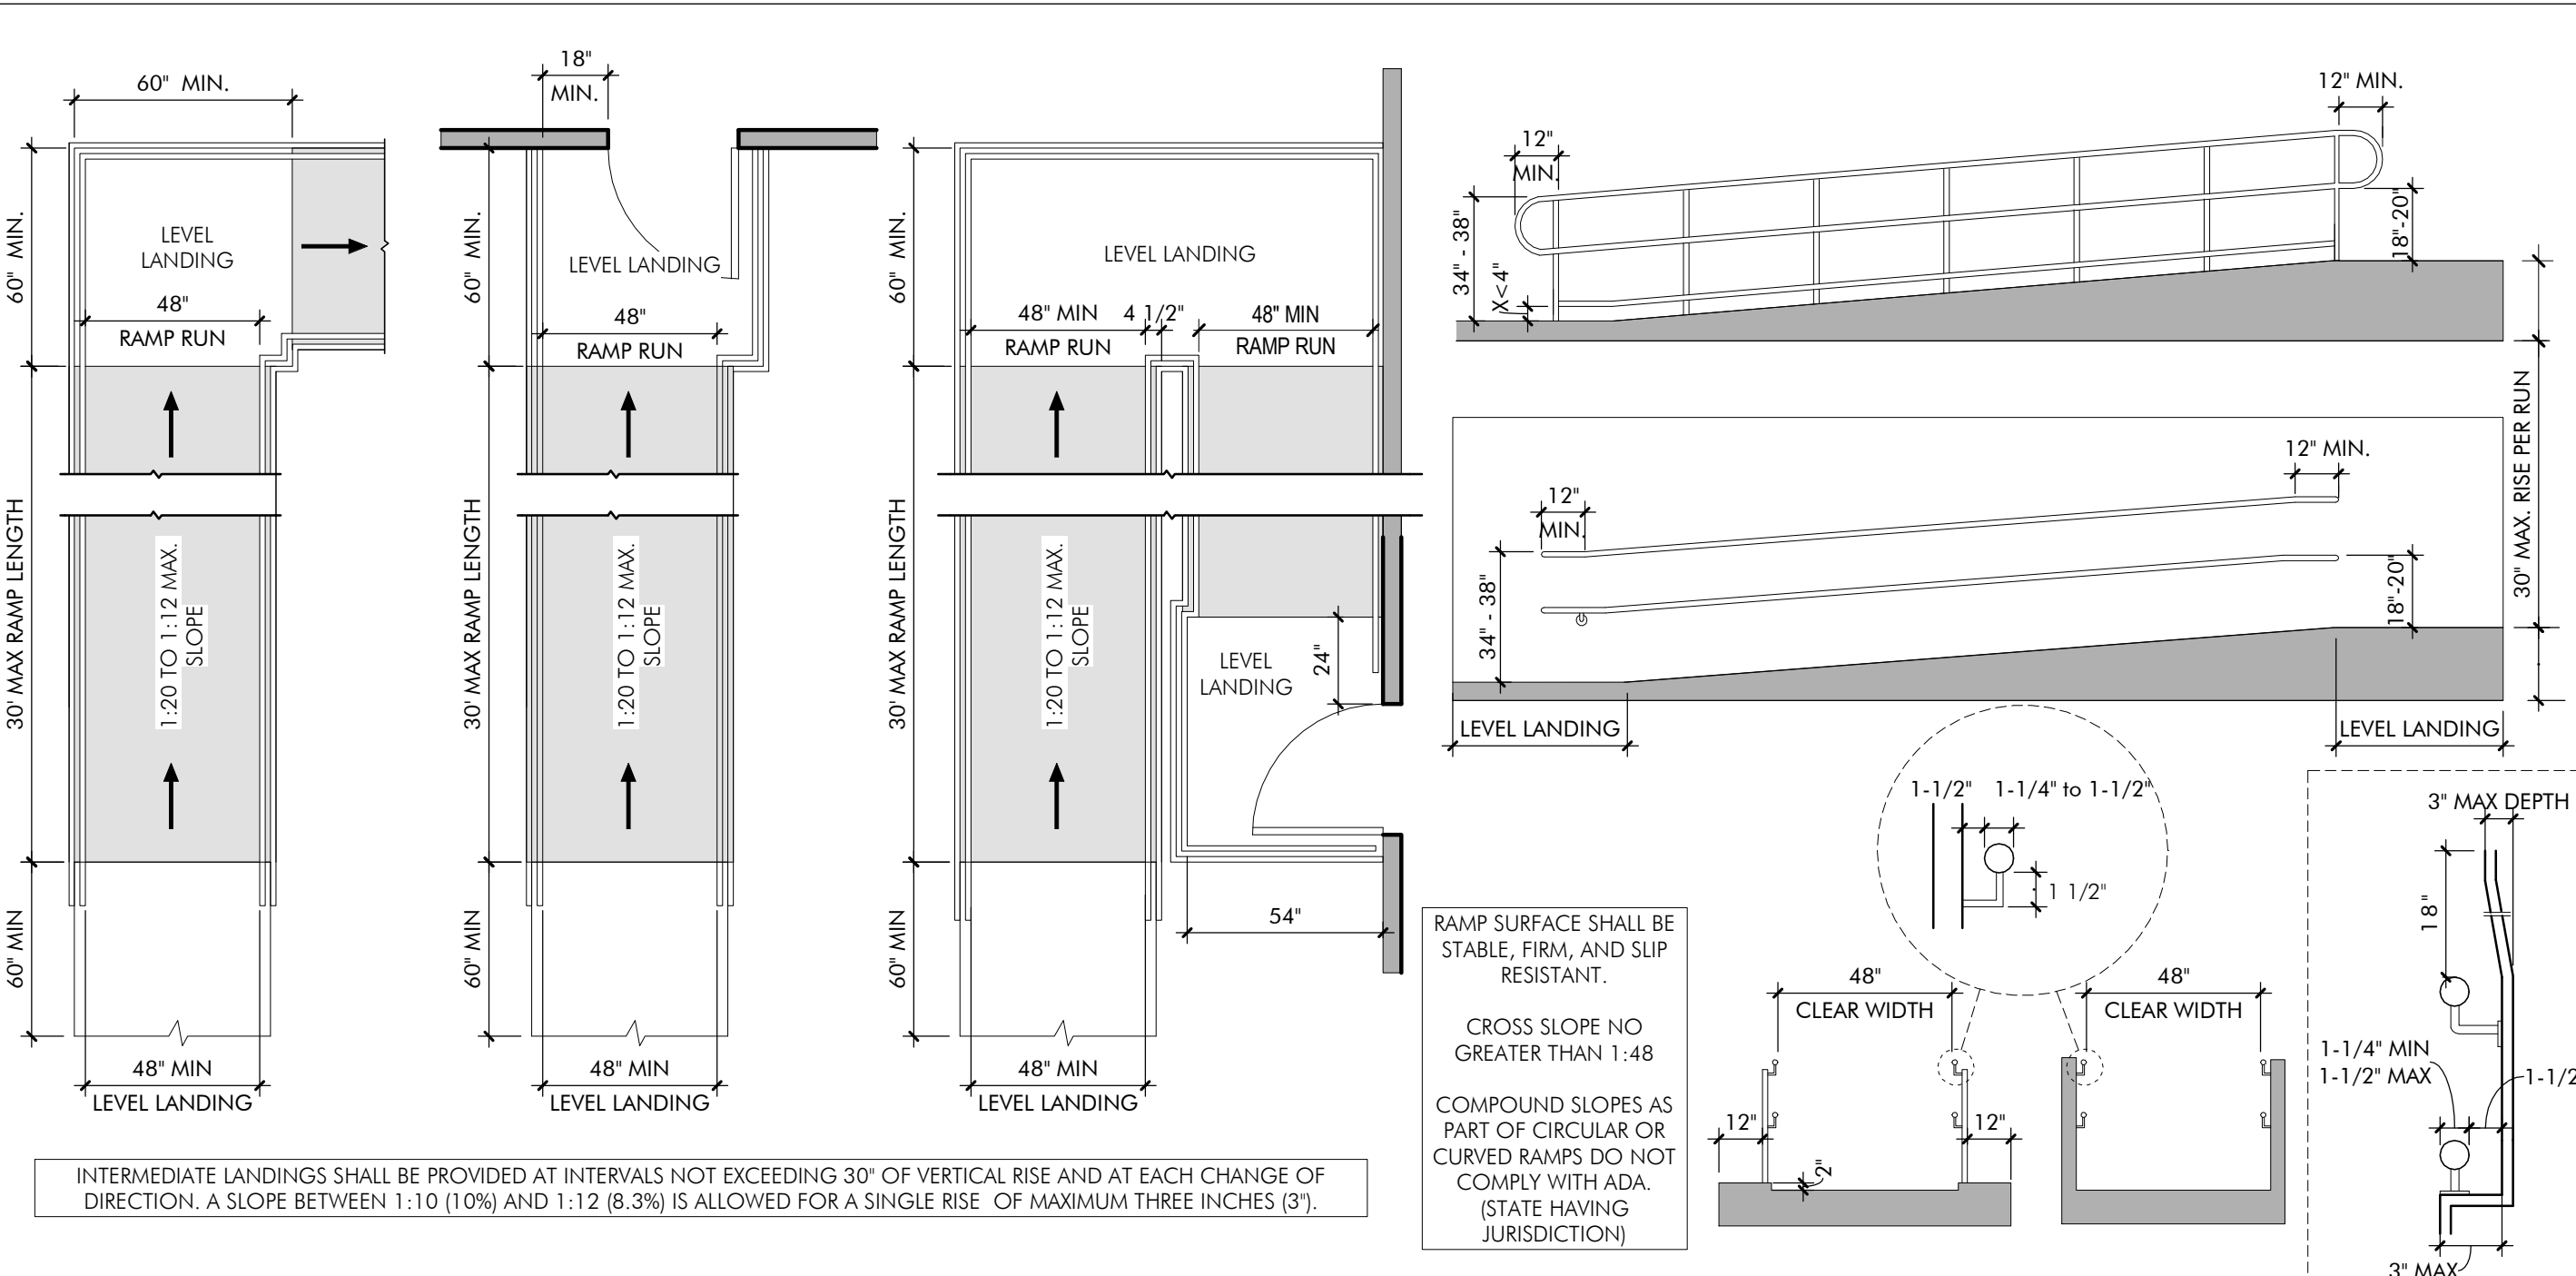 60" MIN.
60" MIN.
LEVEL
LANDING
48"
RAMP RUN
30' MAX RAMP LENGTH
1:20 TO 1:12 MAX.
SLOPE
60" MIN
48" MIN
LEVEL LANDING
18"
MIN.
60" MIN.
LEVEL LANDING
48"
RAMP RUN
30' MAX RAMP LENGTH
1:20 TO 1:12 MAX.
SLOPE
60" MIN
48" MIN
LEVEL LANDING
60" MIN.
LEVEL LANDING
48" MIN
RAMP RUN
4 1/2"
48" MIN
RAMP RUN
30' MAX RAMP LENGTH
1:20 TO 1:12 MAX.
SLOPE
LEVEL
LANDING
24"
54"
60" MIN
48" MIN
LEVEL LANDING
INTERMEDIATE LANDINGS SHALL BE PROVIDED AT INTERVALS NOT EXCEEDING 30" OF VERTICAL RISE AND AT EACH CHANGE OF
DIRECTION. A SLOPE BETWEEN 1:10 (10%) AND 1:12 (8.3%) IS ALLOWED FOR A SINGLE RISE OF MAXIMUM THREE INCHES (3").
12" MIN.
12"
MIN.
34" - 38"
X<4"
18"-20"
30" MAX. RISE PER RUN
12" MIN.
12"
MIN.
34" - 38"
18"-20"
LEVEL LANDING
LEVEL LANDING
RAMP SURFACE SHALL BE
STABLE, FIRM, AND SLIP
RESISTANT.
CROSS SLOPE NO
GREATER THAN 1:48
COMPOUND SLOPES AS
PART OF CIRCULAR OR
CURVED RAMPS DO NOT
COMPLY WITH ADA.
(STATE HAVING
JURISDICTION)
1-1/2"
1-1/4" to 1-1/2"
1 1/2"
48"
CLEAR WIDTH
12"
12"
2"
48"
CLEAR WIDTH
3" MAX DEPTH
18"
1-1/4" MIN
1-1/2" MAX
1-1/2
3" MAX